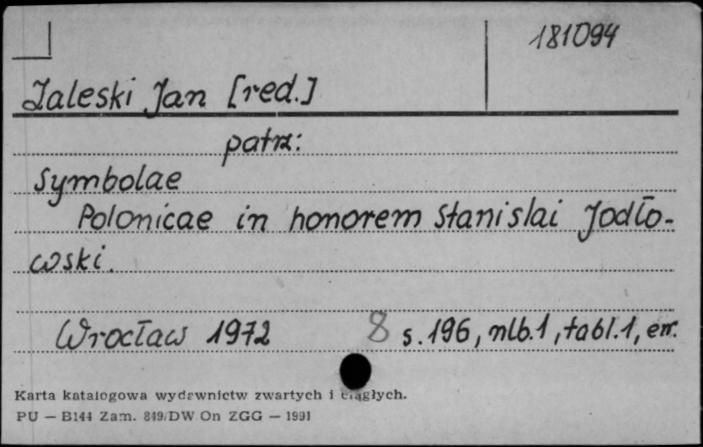 181094
Zaleski Jan [red.]
patrz:
Symbolae
Polonicae in honorem Stanislai Jodło-
wski.
Wrocław 1972 8 s.196, nlb.1, tabl.1, err.
Karta katalogowa wydawnictw zwartych i ciągłych.
PU — B144 Zam. 849/DW On ZGG — 1991